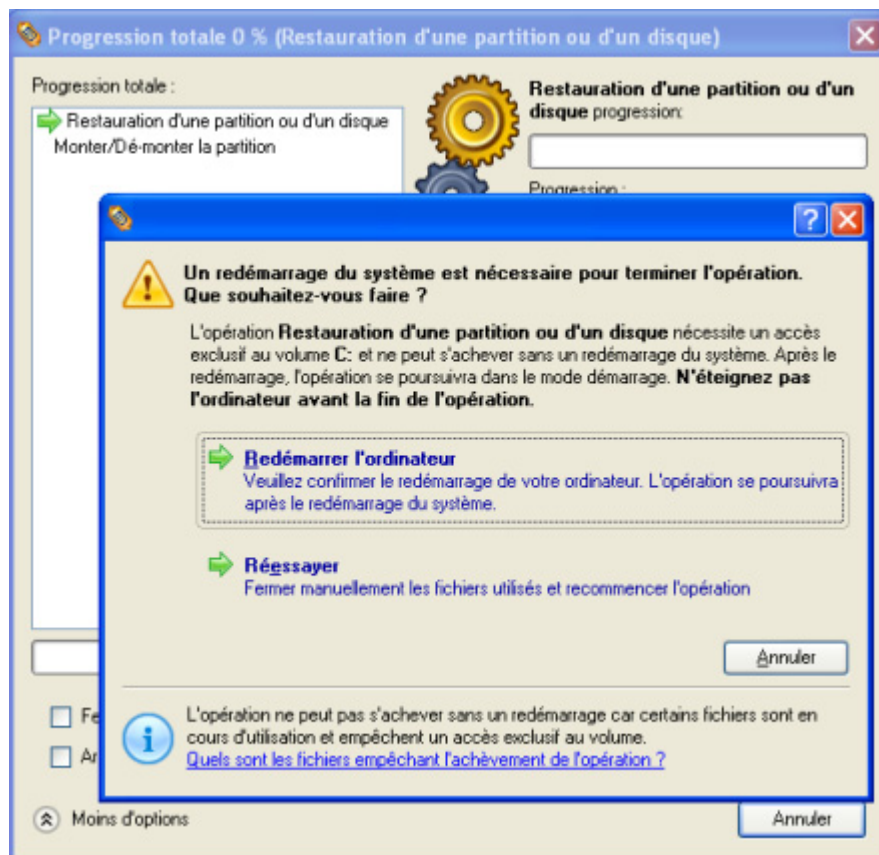 Progression totale 0 % (Restauration d'une partition ou d'un disque)
Progression totale :
Restauration d'une partition ou d'un disque
Monter/Dé-monter la partition
Restauration d'une partition ou d'un
disque progression:
Progression :
Un redémarrage du système est nécessaire pour terminer l'opération.
Que souhaitez-vous faire ?
L'opération Restauration d'une partition ou d'un disque nécessite un accès
exclusif au volume C: et ne peut s'achever sans un redémarrage du système. Après le
redémarrage, l'opération se poursuivra dans le mode démarrage. N'éteignez pas
l'ordinateur avant la fin de l'opération.
Redémarrer l'ordinateur
Veuillez confirmer le redémarrage de votre ordinateur. L'opération se poursuivra
après le redémarrage du système.
Réessayer
Fermer manuellement les fichiers utilisés et recommencer l'opération
Annuler
L'opération ne peut pas s'achever sans un redémarrage car certains fichiers sont en
cours d'utilisation et empêchent un accès exclusif au volume.
Quels sont les fichiers empêchant l'achèvement de l'opération ?
Fe
Ar
Moins d'options
Annuler